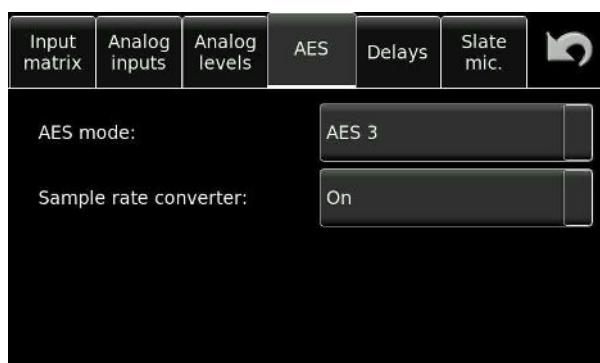 Input matrix
Analog inputs
Analog levels
AES
Delays
Slate mic.
AES mode:
AES 3
Sample rate converter:
On